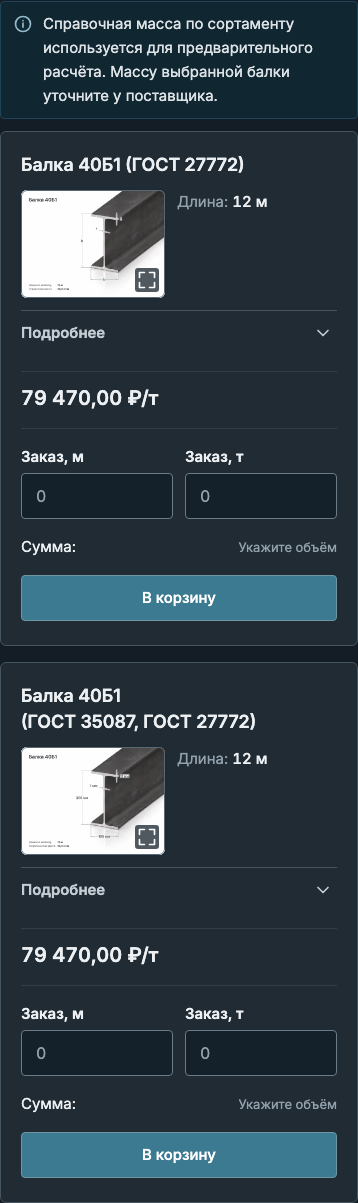 Справочная масса по сортаменту
используется для предварительного
расчёта. Массу выбранной балки
уточните у поставщика.
Балка 40Б1 (ГОСТ 27772)
Балка 40Б1
Длина: 12 м
Подробнее
79 470,00 ₽/т
Заказ, м
Заказ, т
0
0
Сумма:
Укажите объём
В корзину
Балка 40Б1
(ГОСТ 35087, ГОСТ 27772)
Балка 40Б1
Длина: 12 м
Подробнее
79 470,00 ₽/т
Заказ, м
Заказ, т
0
0
Сумма:
Укажите объём
В корзину